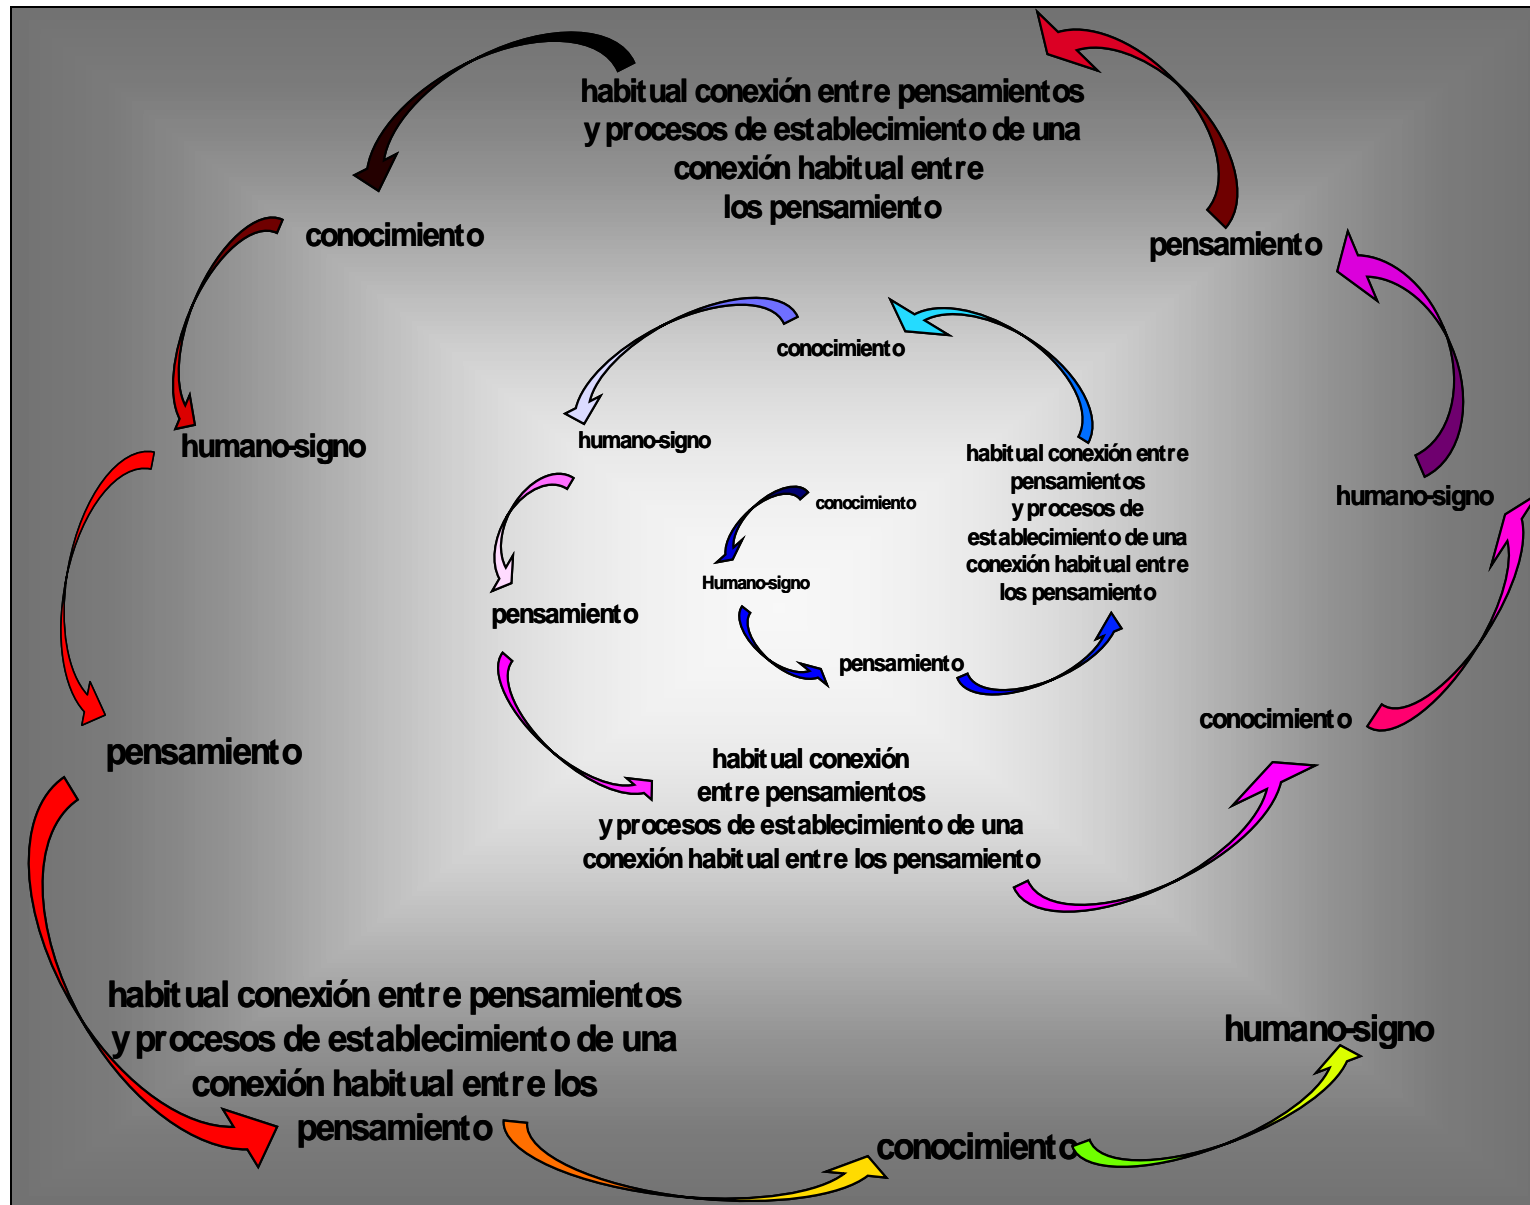 habitual conexión entre pensamientos
y procesos de establecimiento de una
conexión habitual entre
los pensamiento
conocimiento
pensamiento
conocimiento
humano-signo
humano-signo
habitual conexión entre
pensamientos
y procesos de
establecimiento de una
conexión habitual entre
los pensamiento
conocimiento
humano-signo
Humano-signo
pensamiento
pensamiento
conocimiento
pensamiento
habitual conexión
entre pensamientos
y procesos de establecimiento de una
conexión habitual entre los pensamiento
habitual conexión entre pensamientos
y procesos de establecimiento de una
conexión habitual entre los
pensamiento
humano-signo
conocimiento